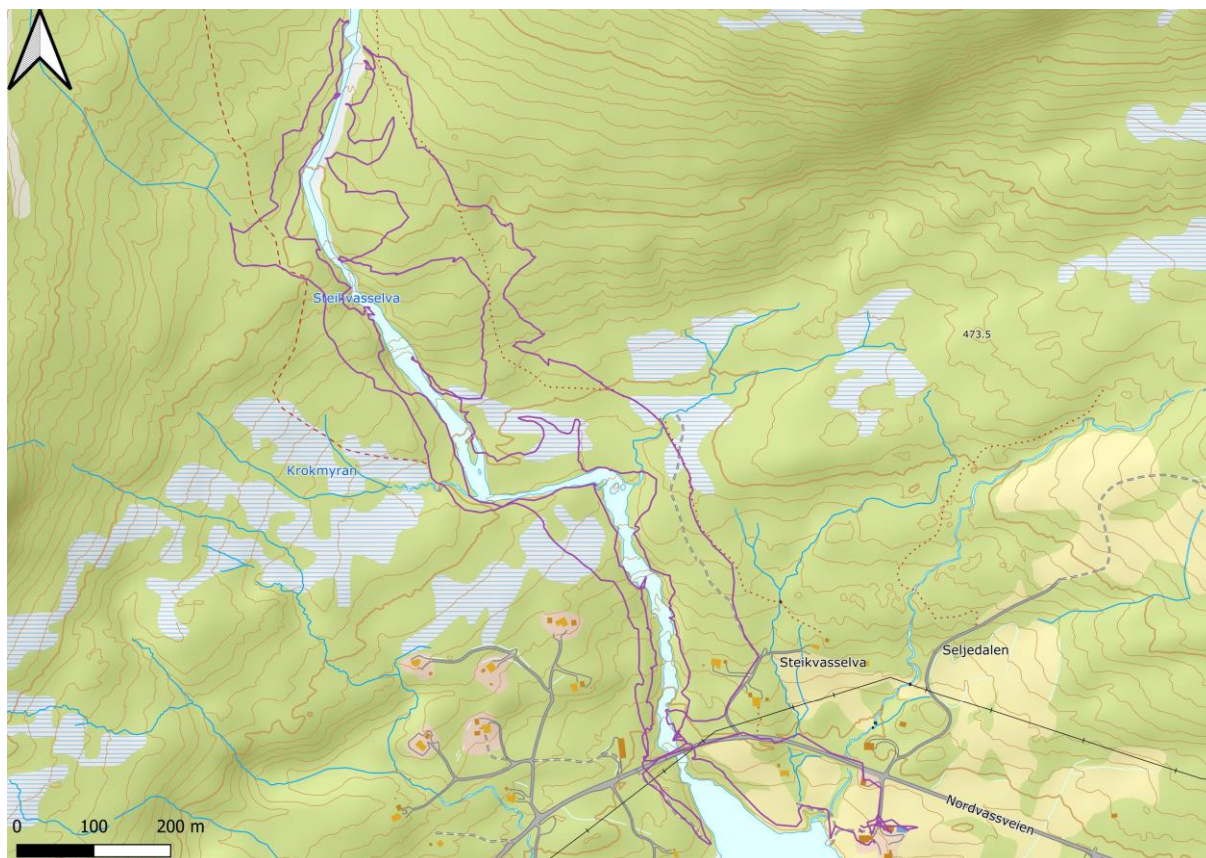 Steikvasselva
473.5
Krokmyran
Steikvasselva
Seljedalen
Nordvassveien
0 100 200 m